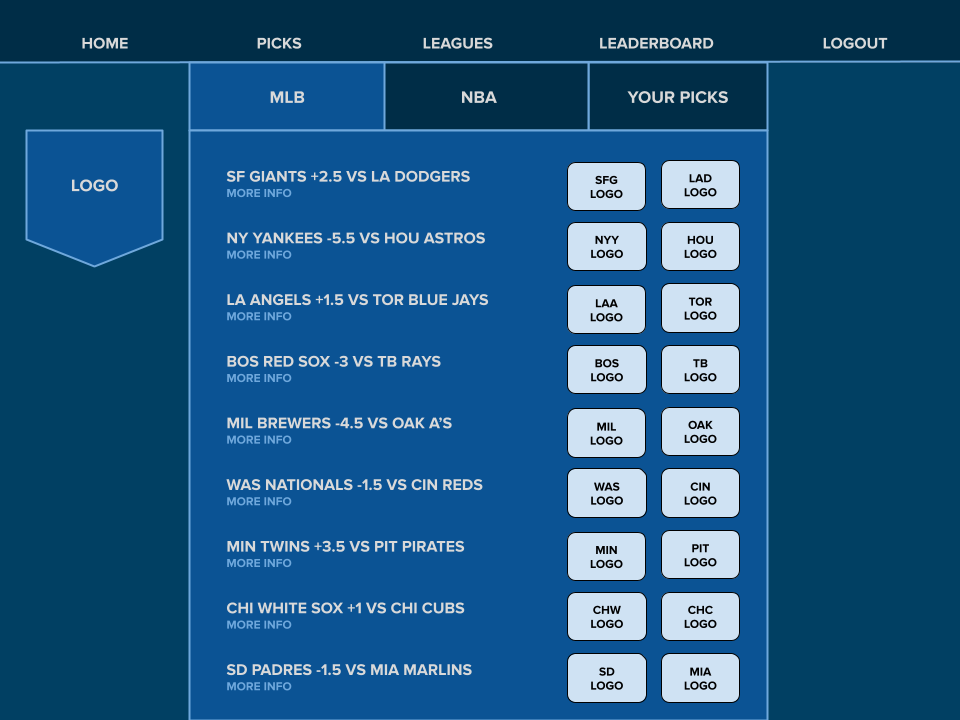 HOME PICKS LEAGUES LEADERBOARD LOGOUT
MLB NBA YOUR PICKS
LOGO
SF GIANTS +2.5 VS LA DODGERS
MORE INFO
SFG
LOGO
LAD
LOGO
NY YANKEES -5.5 VS HOU ASTROS
MORE INFO
NYY
LOGO
HOU
LOGO
LA ANGELS +1.5 VS TOR BLUE JAYS
MORE INFO
LAA
LOGO
TOR
LOGO
BOS RED SOX -3 VS TB RAYS
MORE INFO
BOS
LOGO
TB
LOGO
MIL BREWERS -4.5 VS OAK A'S
MORE INFO
MIL
LOGO
OAK
LOGO
WAS NATIONALS -1.5 VS CIN REDS
MORE INFO
WAS
LOGO
CIN
LOGO
MIN TWINS +3.5 VS PIT PIRATES
MORE INFO
MIN
LOGO
PIT
LOGO
CHI WHITE SOX +1 VS CHI CUBS
MORE INFO
CHW
LOGO
CHC
LOGO
SD PADRES -1.5 VS MIA MARLINS
MORE INFO
SD
LOGO
MIA
LOGO